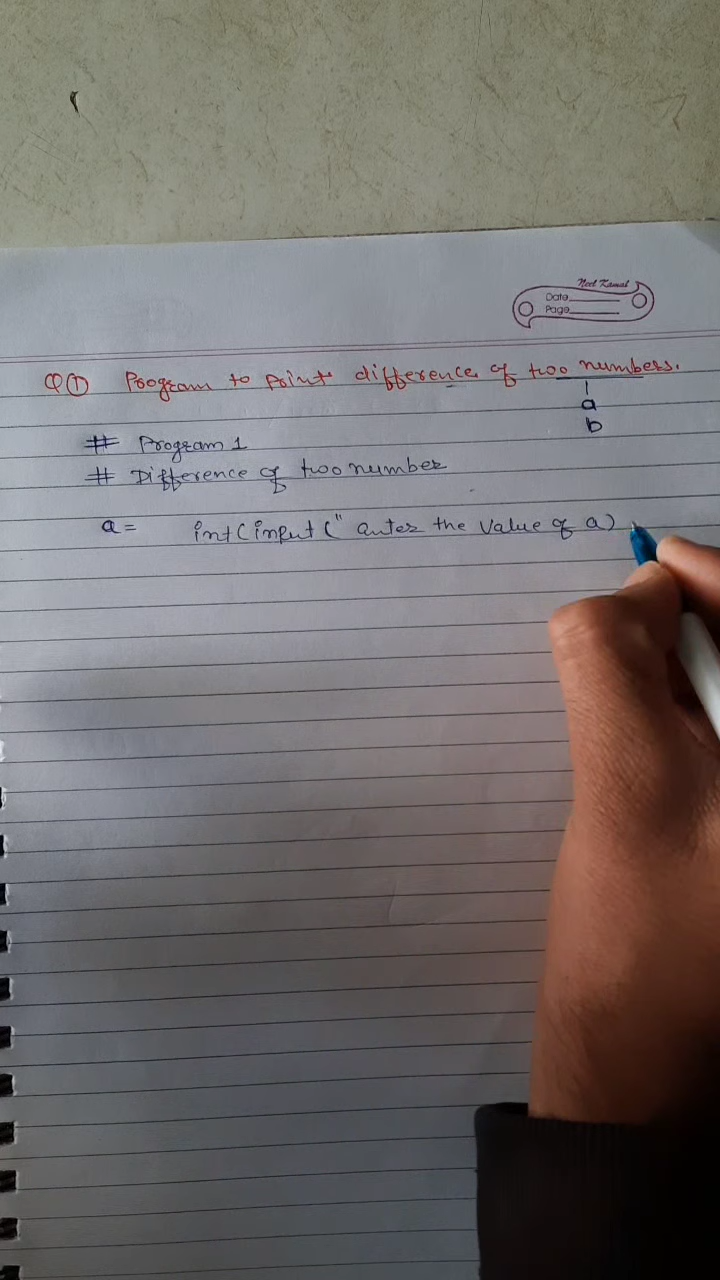 Neel Kamal
Date
Page
Q① Program to print difference of two numbers.
a
b
# Program 1
# Difference of two number
a = int(input(" anter the value of a)